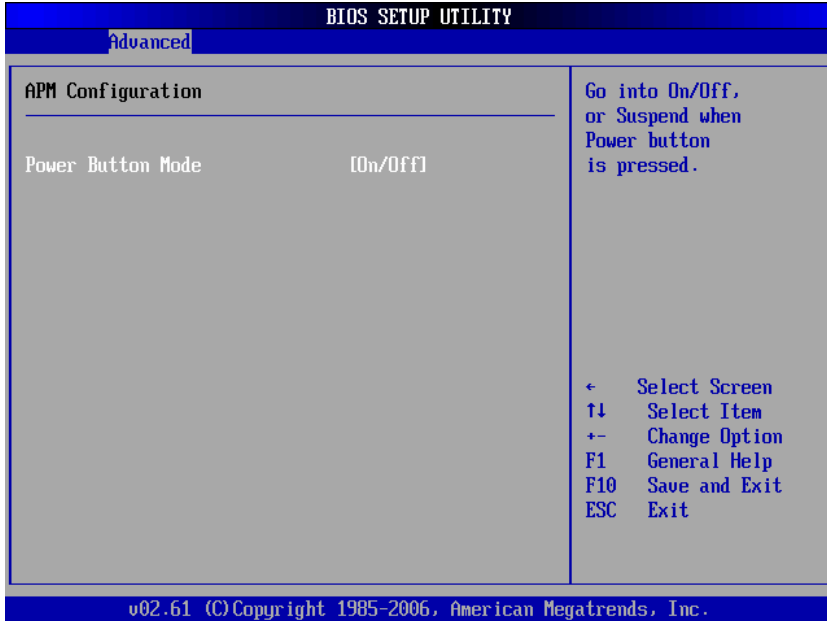 BIOS SETUP UTILITY
Advanced
APM Configuration
Power Button Mode [On/Off]
Go into On/Off,
or Suspend when
Power button
is pressed.
← Select Screen
↑↓ Select Item
+- Change Option
F1 General Help
F10 Save and Exit
ESC Exit
v02.61 (C)Copyright 1985-2006, American Megatrends, Inc.